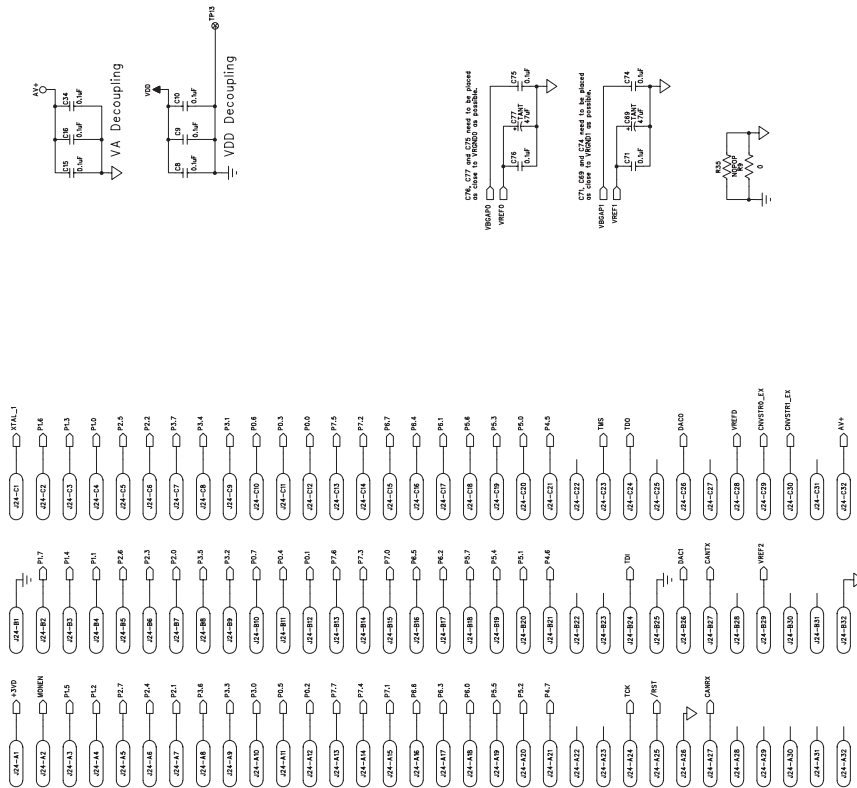 TP13
AV+
C34
0.1uF
C16
0.1uF
C15
0.1uF
VA Decoupling
VDD
C10
0.1uF
C9
0.1uF
C8
0.1uF
VDD Decoupling
C76, C77 and C75 need to be placed
as close to VRGND0 as possible.
VBGAP0
VREF0
C75
0.1uF
C77
TANT
47uF
C76
0.1uF
C71, C69 and C74 need to be placed
as close to VRGND1 as possible.
VBGAP1
VREF1
C74
0.1uF
C69
TANT
47uF
C71
0.1uF
R35
NOPOP
R9
0
J24-C1 XTAL_1
J24-C2 P1.6
J24-C3 P1.3
J24-C4 P1.0
J24-C5 P2.5
J24-C6 P2.2
J24-C7 P3.7
J24-C8 P3.4
J24-C9 P3.1
J24-C10 P0.6
J24-C11 P0.3
J24-C12 P0.0
J24-C13 P7.5
J24-C14 P7.2
J24-C15 P6.7
J24-C16 P6.4
J24-C17 P6.1
J24-C18 P5.6
J24-C19 P5.3
J24-C20 P5.0
J24-C21 P4.5
J24-C22
J24-C23 TMS
J24-C24 TDO
J24-C25
J24-C26 DAC0
J24-C27
J24-C28 VREFD
J24-C29 CNVSTR0_EX
J24-C30 CNVSTR1_EX
J24-C31
J24-C32 AV+
J24-B1
J24-B2 P1.7
J24-B3 P1.4
J24-B4 P1.1
J24-B5 P2.6
J24-B6 P2.3
J24-B7 P2.0
J24-B8 P3.5
J24-B9 P3.2
J24-B10 P0.7
J24-B11 P0.4
J24-B12 P0.1
J24-B13 P7.6
J24-B14 P7.3
J24-B15 P7.0
J24-B16 P6.5
J24-B17 P6.2
J24-B18 P5.7
J24-B19 P5.4
J24-B20 P5.1
J24-B21 P4.6
J24-B22
J24-B23
J24-B24 TDI
J24-B25
J24-B26 DAC1
J24-B27 CANTX
J24-B28
J24-B29 VREF2
J24-B30
J24-B31
J24-B32
J24-A1 +3VD
J24-A2 MONEN
J24-A3 P1.5
J24-A4 P1.2
J24-A5 P2.7
J24-A6 P2.4
J24-A7 P2.1
J24-A8 P3.6
J24-A9 P3.3
J24-A10 P3.0
J24-A11 P0.5
J24-A12 P0.2
J24-A13 P7.7
J24-A14 P7.4
J24-A15 P7.1
J24-A16 P6.6
J24-A17 P6.3
J24-A18 P6.0
J24-A19 P5.5
J24-A20 P5.2
J24-A21 P4.7
J24-A22
J24-A23
J24-A24 TCK
J24-A25 /RST
J24-A26
J24-A27 CANRX
J24-A28
J24-A29
J24-A30
J24-A31
J24-A32